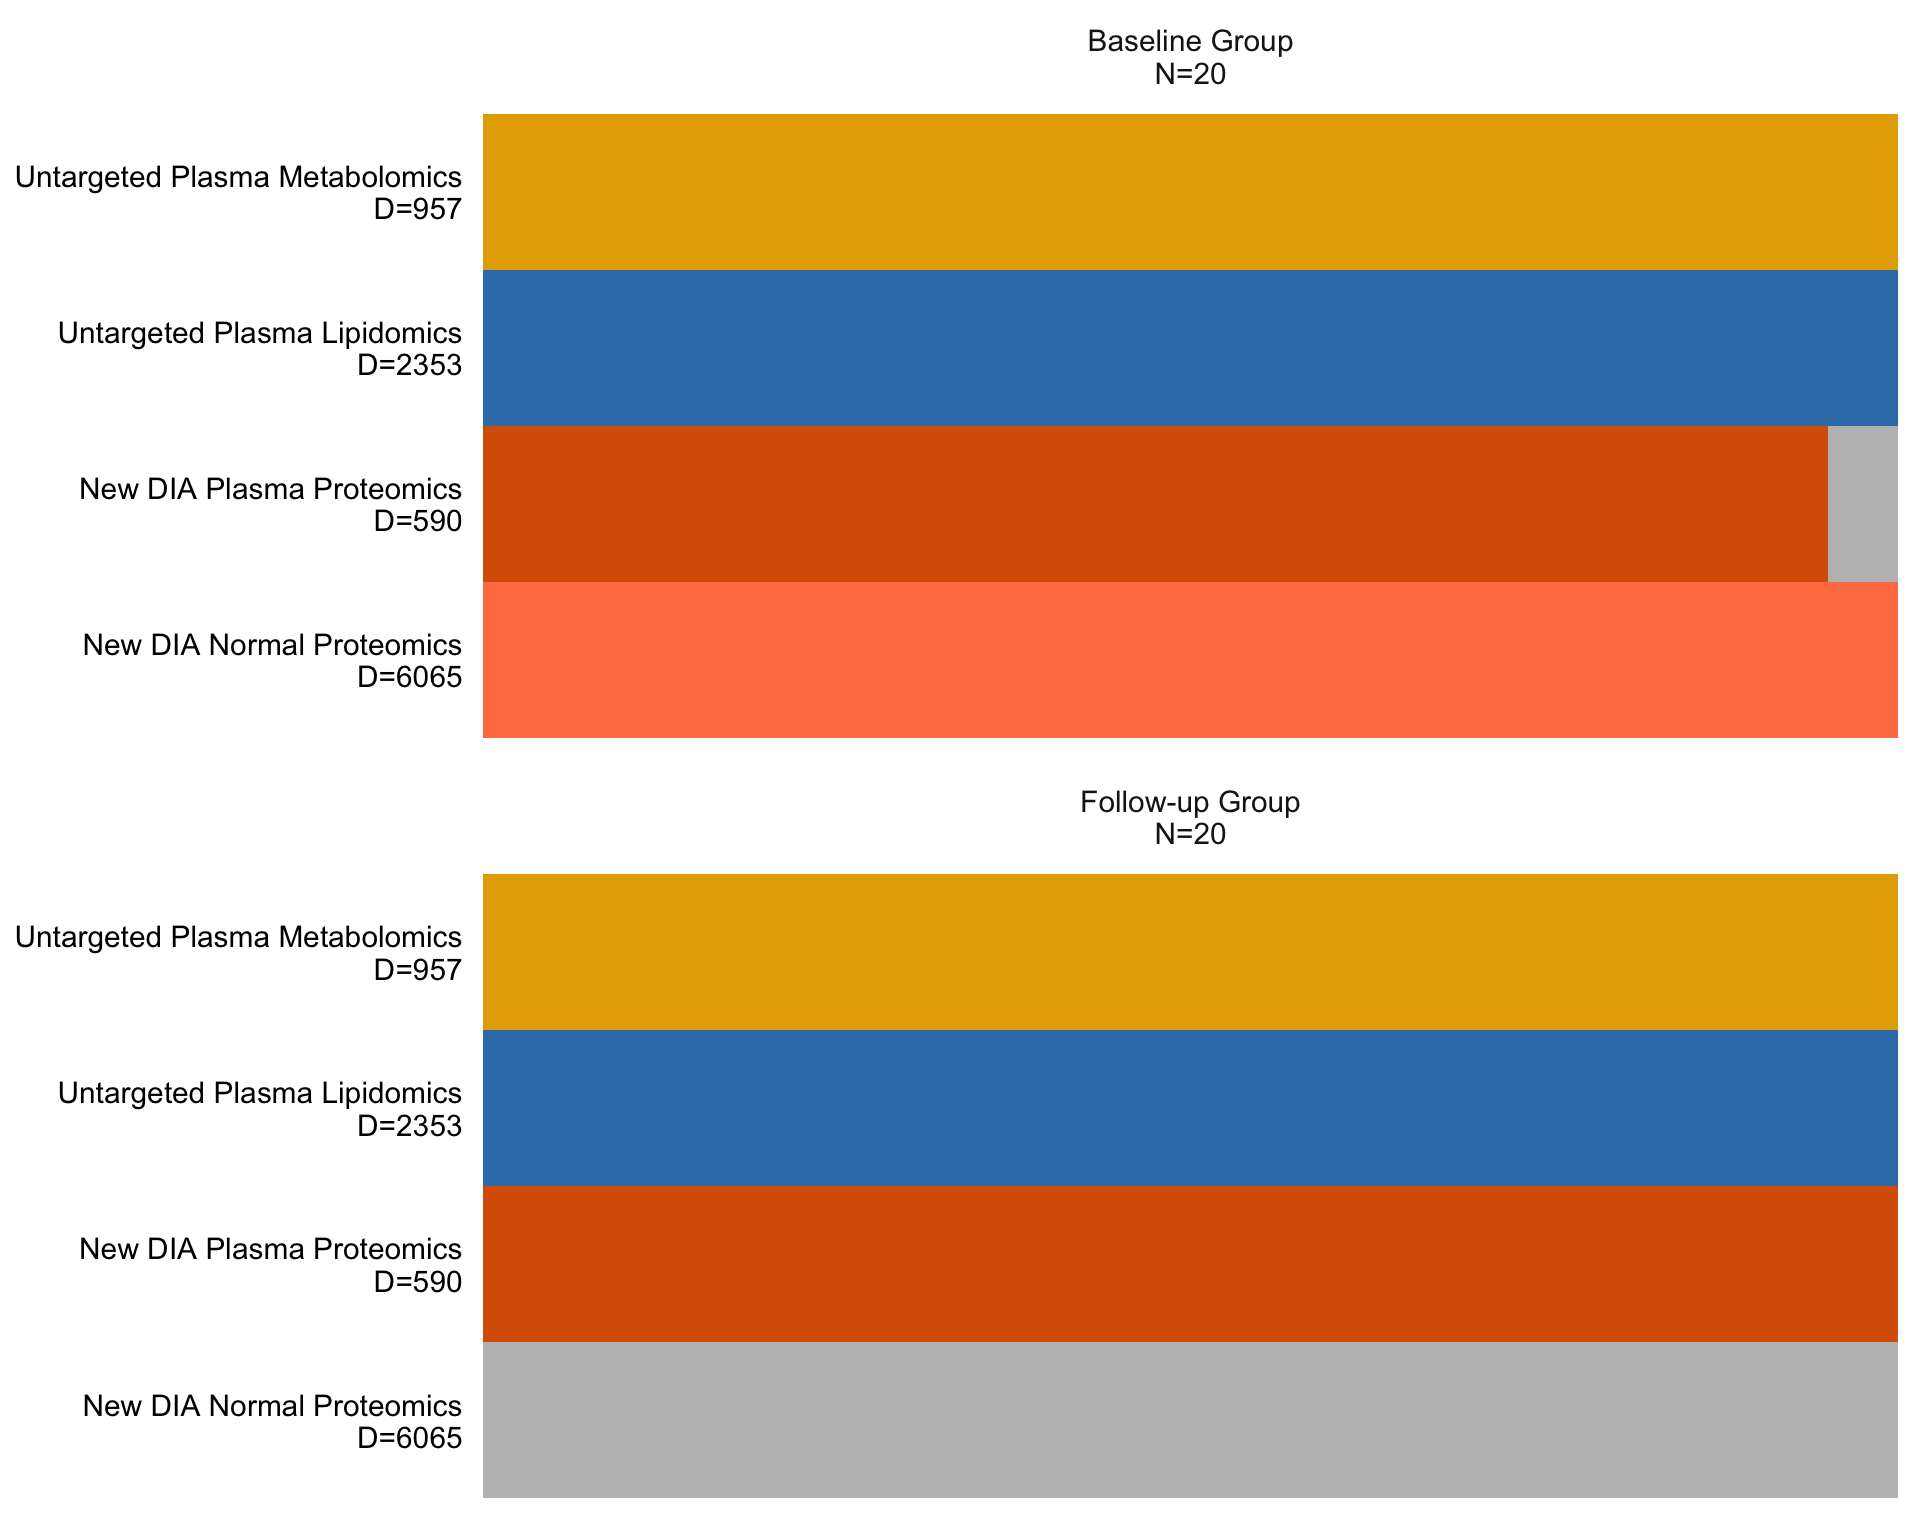 Baseline Group
N=20
Untargeted Plasma Metabolomics
D=957
Untargeted Plasma Lipidomics
D=2353
New DIA Plasma Proteomics
D=590
New DIA Normal Proteomics
D=6065
Follow-up Group
N=20
Untargeted Plasma Metabolomics
D=957
Untargeted Plasma Lipidomics
D=2353
New DIA Plasma Proteomics
D=590
New DIA Normal Proteomics
D=6065